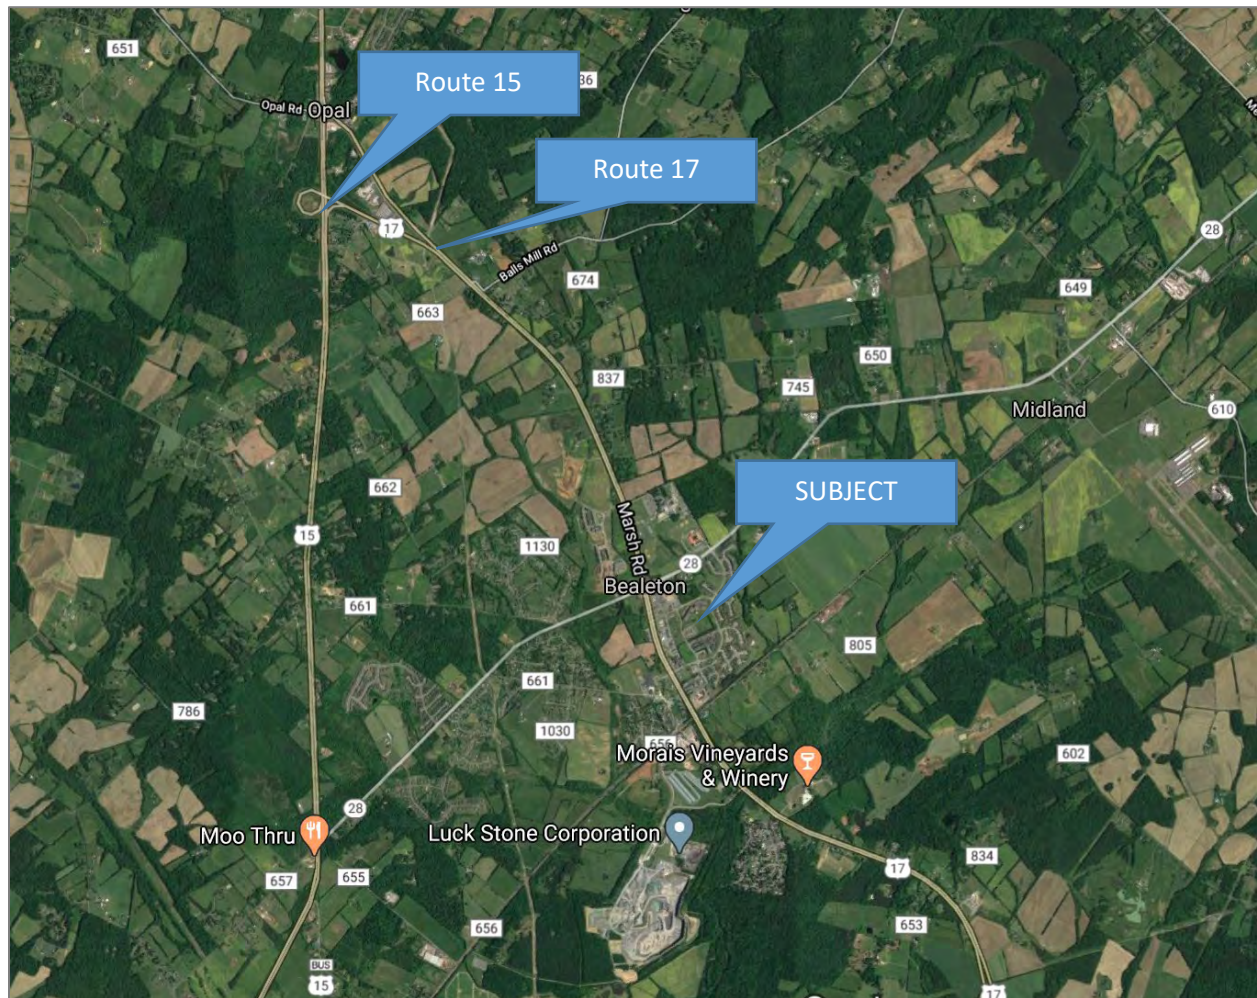 651
Route 15
Opal Rd
Opal
Route 17
17
28
Balls Mill Rd
674
649
663
650
837
745
Midland
610
662
SUBJECT
15
Marsh Rd
1130
28
Bealeton
661
805
661
786
1030
656
602
Morais Vineyards
& Winery
28
Moo Thru
Luck Stone Corporation
834
17
657
655
653
656
BUS
15
17